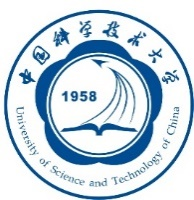 中国科学技术大学
1958
University of Science and Technology of China